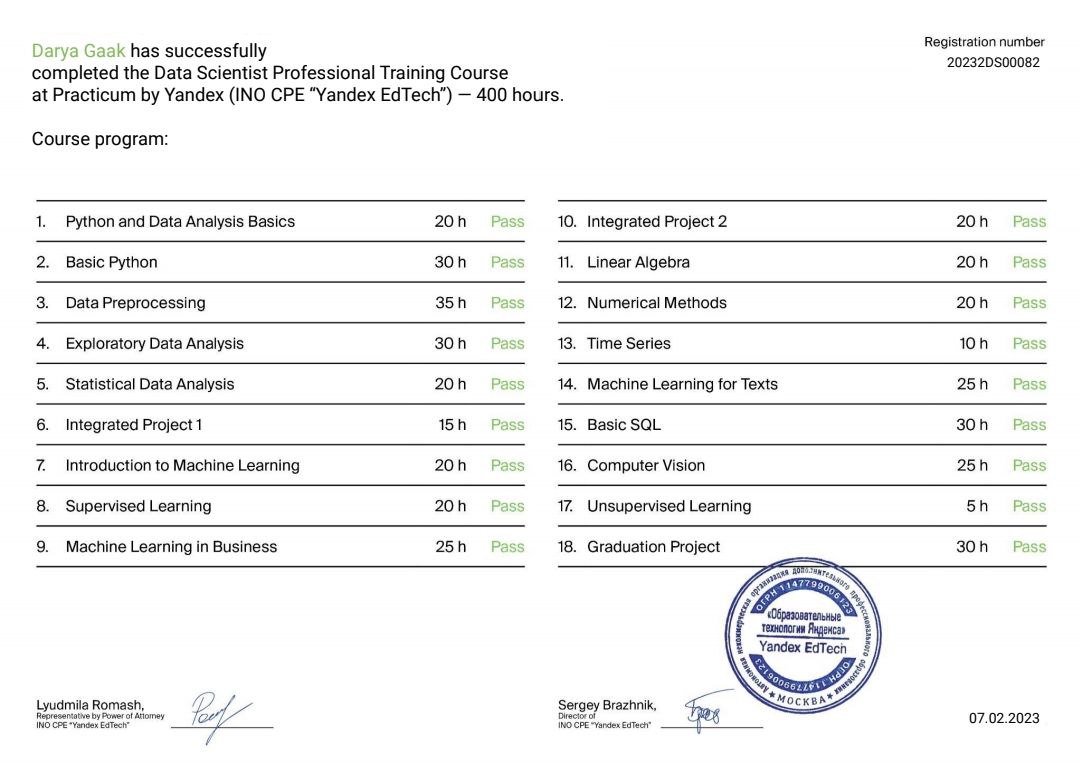 Darya Gaak has successfully
completed the Data Scientist Professional Training Course
at Practicum by Yandex (INO CPE “Yandex EdTech”) — 400 hours.
Registration number
20232DS00082
Course program:
1. Python and Data Analysis Basics 20 h Pass
2. Basic Python 30 h Pass
3. Data Preprocessing 35 h Pass
4. Exploratory Data Analysis 30 h Pass
5. Statistical Data Analysis 20 h Pass
6. Integrated Project 1 15 h Pass
7. Introduction to Machine Learning 20 h Pass
8. Supervised Learning 20 h Pass
9. Machine Learning in Business 25 h Pass
10. Integrated Project 2 20 h Pass
11. Linear Algebra 20 h Pass
12. Numerical Methods 20 h Pass
13. Time Series 10 h Pass
14. Machine Learning for Texts 25 h Pass
15. Basic SQL 30 h Pass
16. Computer Vision 25 h Pass
17. Unsupervised Learning 5 h Pass
18. Graduation Project 30 h Pass
Автономная некоммерческая организация дополнительного профессионального образования
ОГРН 1147799006123
«Образовательные
технологии Яндекса»
Yandex EdTech
ОГРН 1147799006123
★ МОСКВА ★
Lyudmila Romash,
Representative by Power of Attorney
INO CPE “Yandex EdTech”
Sergey Brazhnik,
Director of
INO CPE “Yandex EdTech”
07.02.2023